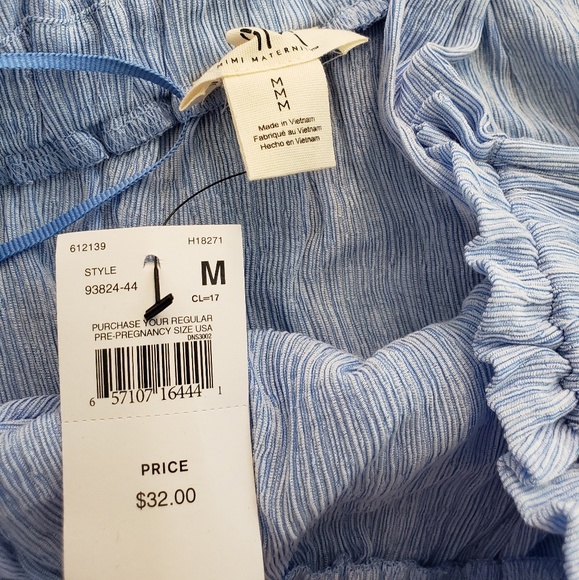 MIMI MATERNI
M
M
M
Made in Vietnam
Fabriqué au Vietnam
Hecho en Vietnam
612139 H18271
STYLE
93824-44
M
CL=17
PURCHASE YOUR REGULAR
PRE-PREGNANCY SIZE USA
DNS3002
6 57107 16444 1
PRICE
$32.00